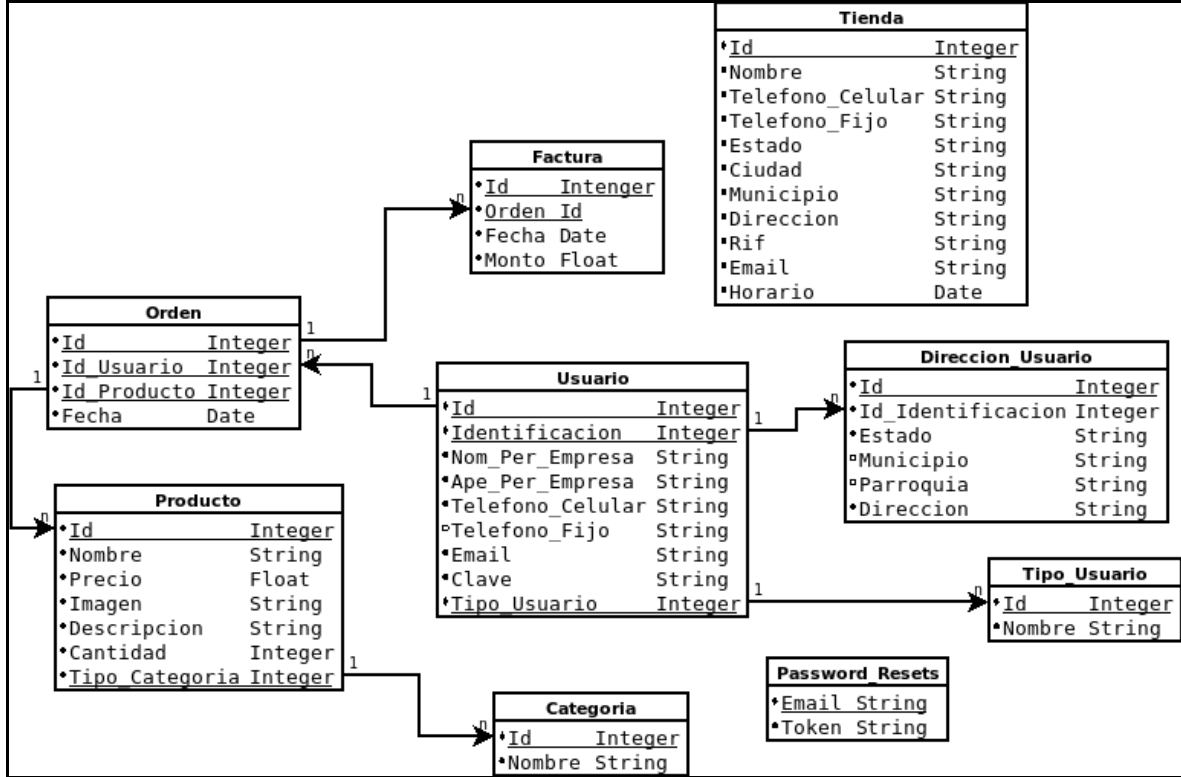 Tienda
Id Integer
Nombre String
Telefono_Celular String
Telefono_Fijo String
Estado String
Ciudad String
Municipio String
Direccion String
Rif String
Email String
Horario Date
Factura
Id Intenger
Orden Id
Fecha Date
Monto Float
n
Orden
Id Integer
Id_Usuario Integer
Id_Producto Integer
Fecha Date
1
n
1
Usuario
Id Integer
Identificacion Integer
Nom_Per_Empresa String
Ape_Per_Empresa String
Telefono_Celular String
Telefono_Fijo String
Email String
Clave String
Tipo_Usuario Integer
1
1
1
Direccion_Usuario
Id Integer
Id_Identificacion Integer
Estado String
Municipio String
Parroquia String
Direccion String
n
Producto
Id Integer
Nombre String
Precio Float
Imagen String
Descripcion String
Cantidad Integer
Tipo_Categoria Integer
n
1
Tipo_Usuario
Id Integer
Nombre String
n
Password_Resets
Email String
Token String
Categoria
Id Integer
Nombre String
n